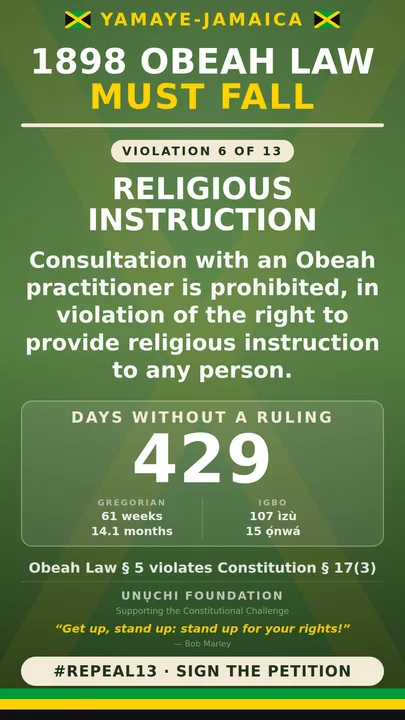 YAMAYE-JAMAICA
1898 OBEAH LAW
MUST FALL
VIOLATION 6 OF 13
RELIGIOUS
INSTRUCTION
Consultation with an Obeah
practitioner is prohibited, in
violation of the right to
provide religious instruction
to any person.
DAYS WITHOUT A RULING
429
GREGORIAN
61 weeks
14.1 months
IGBO
107 ìzù
15 ọ́nwá
Obeah Law § 5 violates Constitution § 17(3)
UNỤCHI FOUNDATION
Supporting the Constitutional Challenge
“Get up, stand up: stand up for your rights!”
— Bob Marley
#REPEAL13 · SIGN THE PETITION